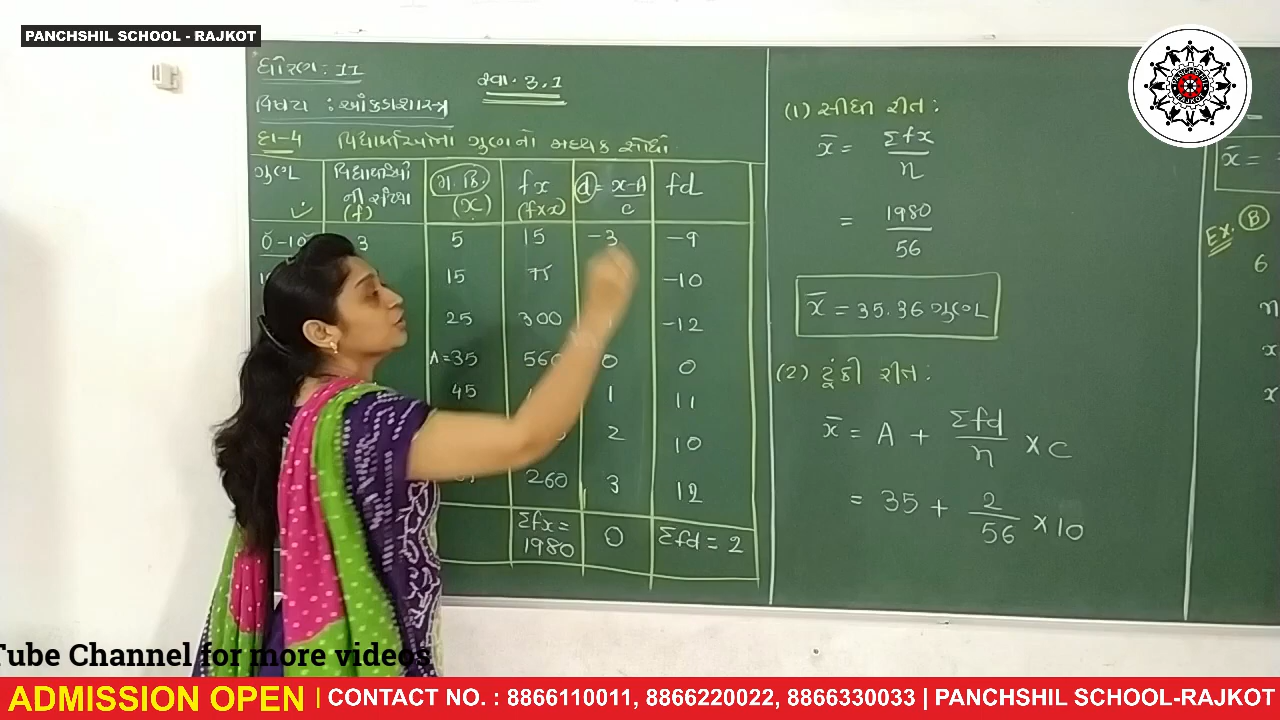 PANCHSHIL SCHOOL - RAJKOT
ધોરણ : 11
સ્વા. 3.1
વિષય : આંકડાશાસ્ત્ર
દા-4 વિદ્યાર્થીઓના ગુણનો મધ્યક શોધો.
ગુણ
વિદ્યાર્થીઓ
ની સંખ્યા
(f)
મ. કિં.
(x)
fx
(f×x)
d = x-A
c
fd
0-10 3 5 15 -3 -9
15 75 -10
25 300 -12
A=35 560 0 0
45 1 11
2 10
260 3 12
Σfx =
1980 0 Σfd = 2
(1) સીધી રીત :
x̄ = Σfx
n
= 1980
56
x̄ = 35.36 ગુણ
(2) ટૂંકી રીત :
x̄ = A + Σfd
n × C
= 35 + 2
56 × 10
x̄ =
Ex. B
6
n
x
x
RAJKOT
Tube Channel for more videos
ADMISSION OPEN | CONTACT NO. : 8866110011, 8866220022, 8866330033 | PANCHSHIL SCHOOL-RAJKOT